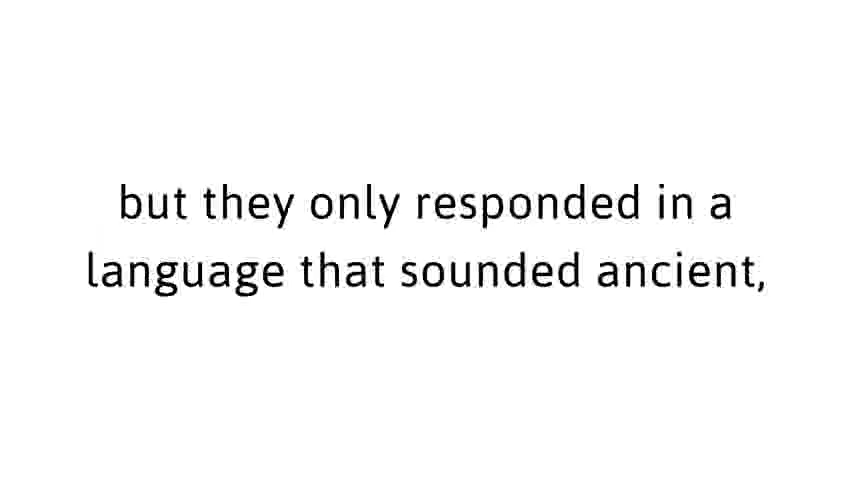 but they only responded in a
language that sounded ancient,